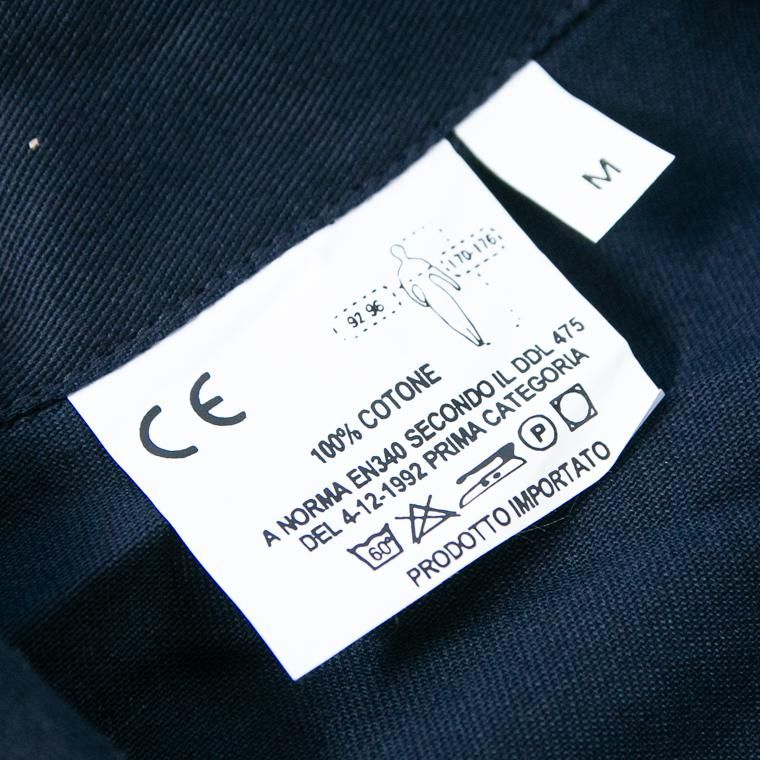 M
170-176
92 96
CE
100% COTONE
A NORMA EN340 SECONDO IL DDL 475
DEL 4-12-1992 PRIMA CATEGORIA
60° P
PRODOTTO IMPORTATO